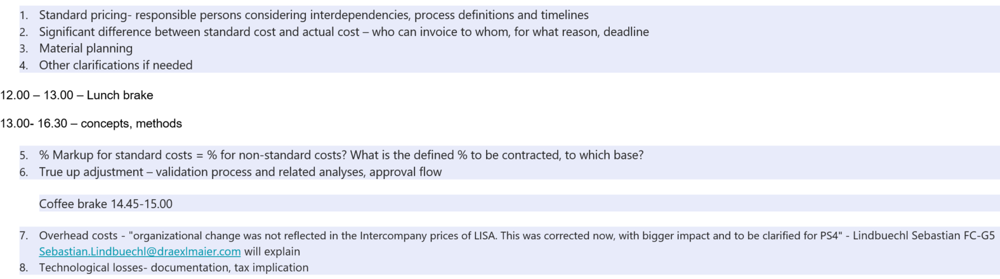 1. Standard pricing- responsible persons considering interdependencies, process definitions and timelines
2. Significant difference between standard cost and actual cost – who can invoice to whom, for what reason, deadline
3. Material planning
4. Other clarifications if needed
12.00 – 13.00 – Lunch brake
13.00- 16.30 – concepts, methods
5. % Markup for standard costs = % for non-standard costs? What is the defined % to be contracted, to which base?
6. True up adjustment – validation process and related analyses, approval flow
Coffee brake 14.45-15.00
7. Overhead costs - "organizational change was not reflected in the Intercompany prices of LISA. This was corrected now, with bigger impact and to be clarified for PS4" - Lindbuechl Sebastian FC-G5
Sebastian.Lindbuechl@draexlmaier.com will explain
8. Technological losses- documentation, tax implication